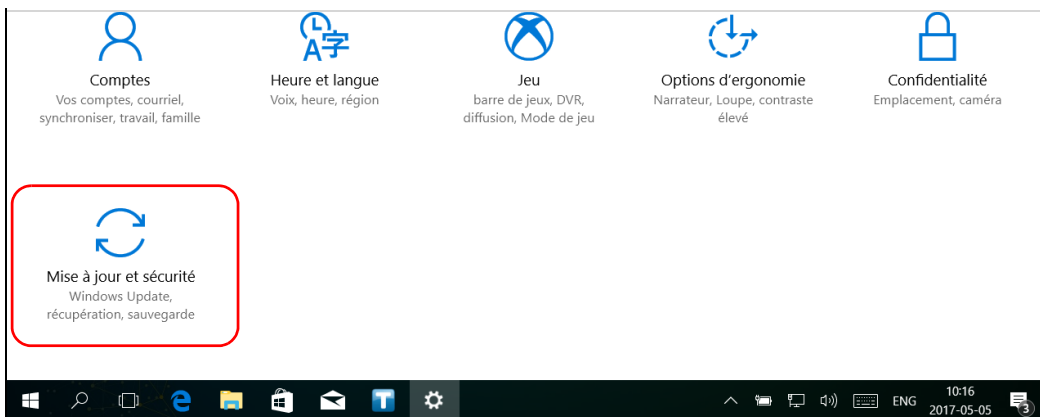 Comptes
Vos comptes, courriel,
synchroniser, travail, famille
Heure et langue
Voix, heure, région
Jeu
barre de jeux, DVR,
diffusion, Mode de jeu
Options d'ergonomie
Narrateur, Loupe, contraste
élevé
Confidentialité
Emplacement, caméra
Mise à jour et sécurité
Windows Update,
récupération, sauvegarde
ENG
10:16
2017-05-05
3